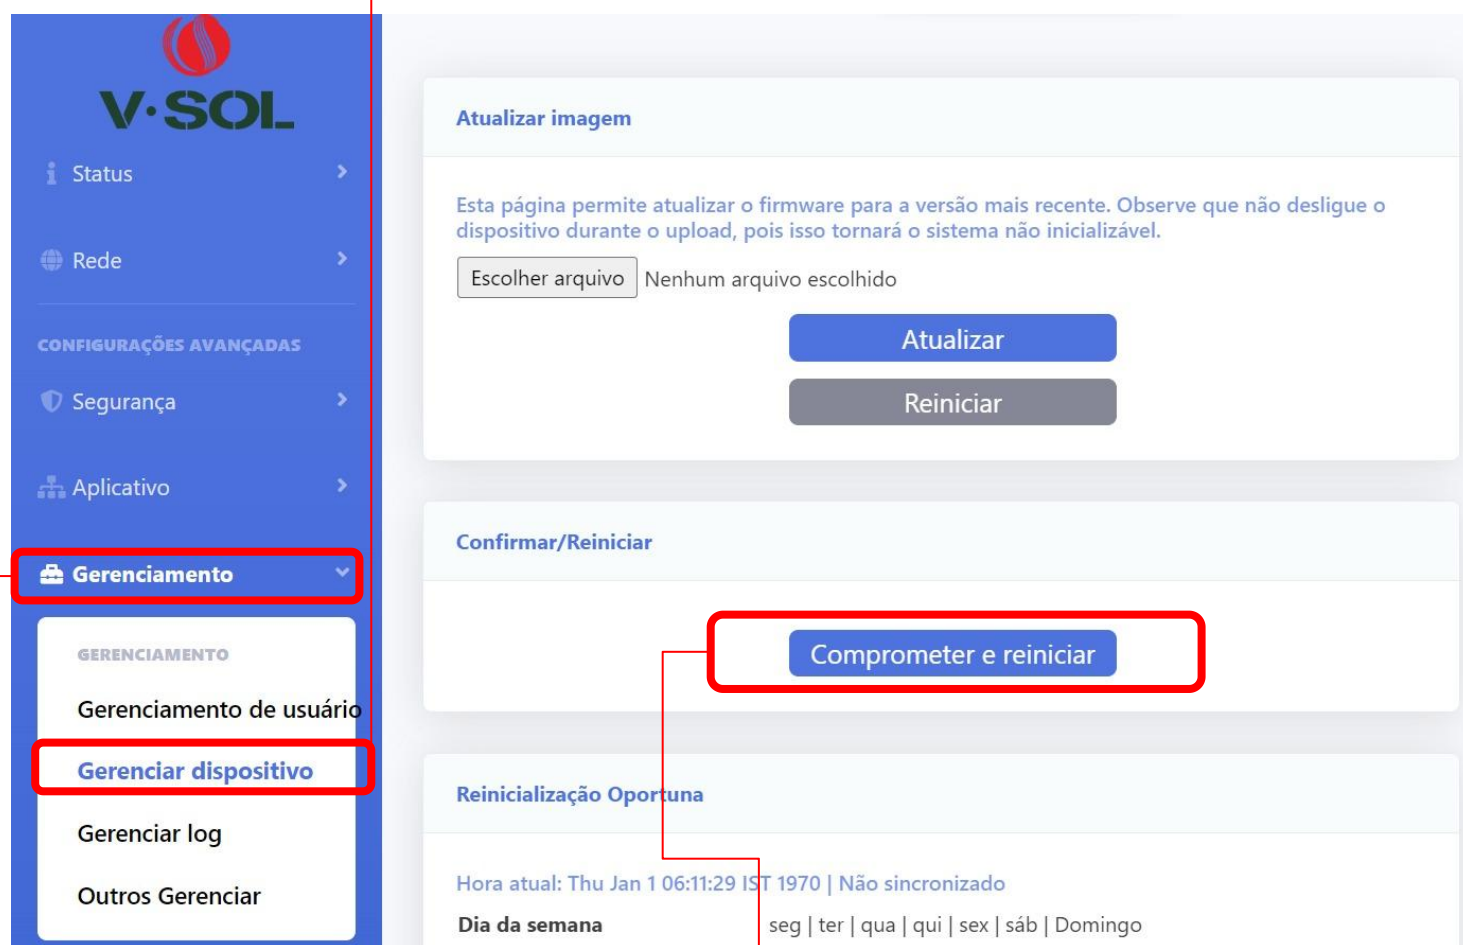 V·SOL
Status
Rede
CONFIGURAÇÕES AVANÇADAS
Segurança
Aplicativo
Gerenciamento
GERENCIAMENTO
Gerenciamento de usuário
Gerenciar dispositivo
Gerenciar log
Outros Gerenciar
Atualizar imagem
Esta página permite atualizar o firmware para a versão mais recente. Observe que não desligue o
dispositivo durante o upload, pois isso tornará o sistema não inicializável.
Escolher arquivo Nenhum arquivo escolhido
Atualizar
Reiniciar
Confirmar/Reiniciar
Comprometer e reiniciar
Reinicialização Oportuna
Hora atual: Thu Jan 1 06:11:29 IST 1970 | Não sincronizado
Dia da semana seg | ter | qua | qui | sex | sáb | Domingo